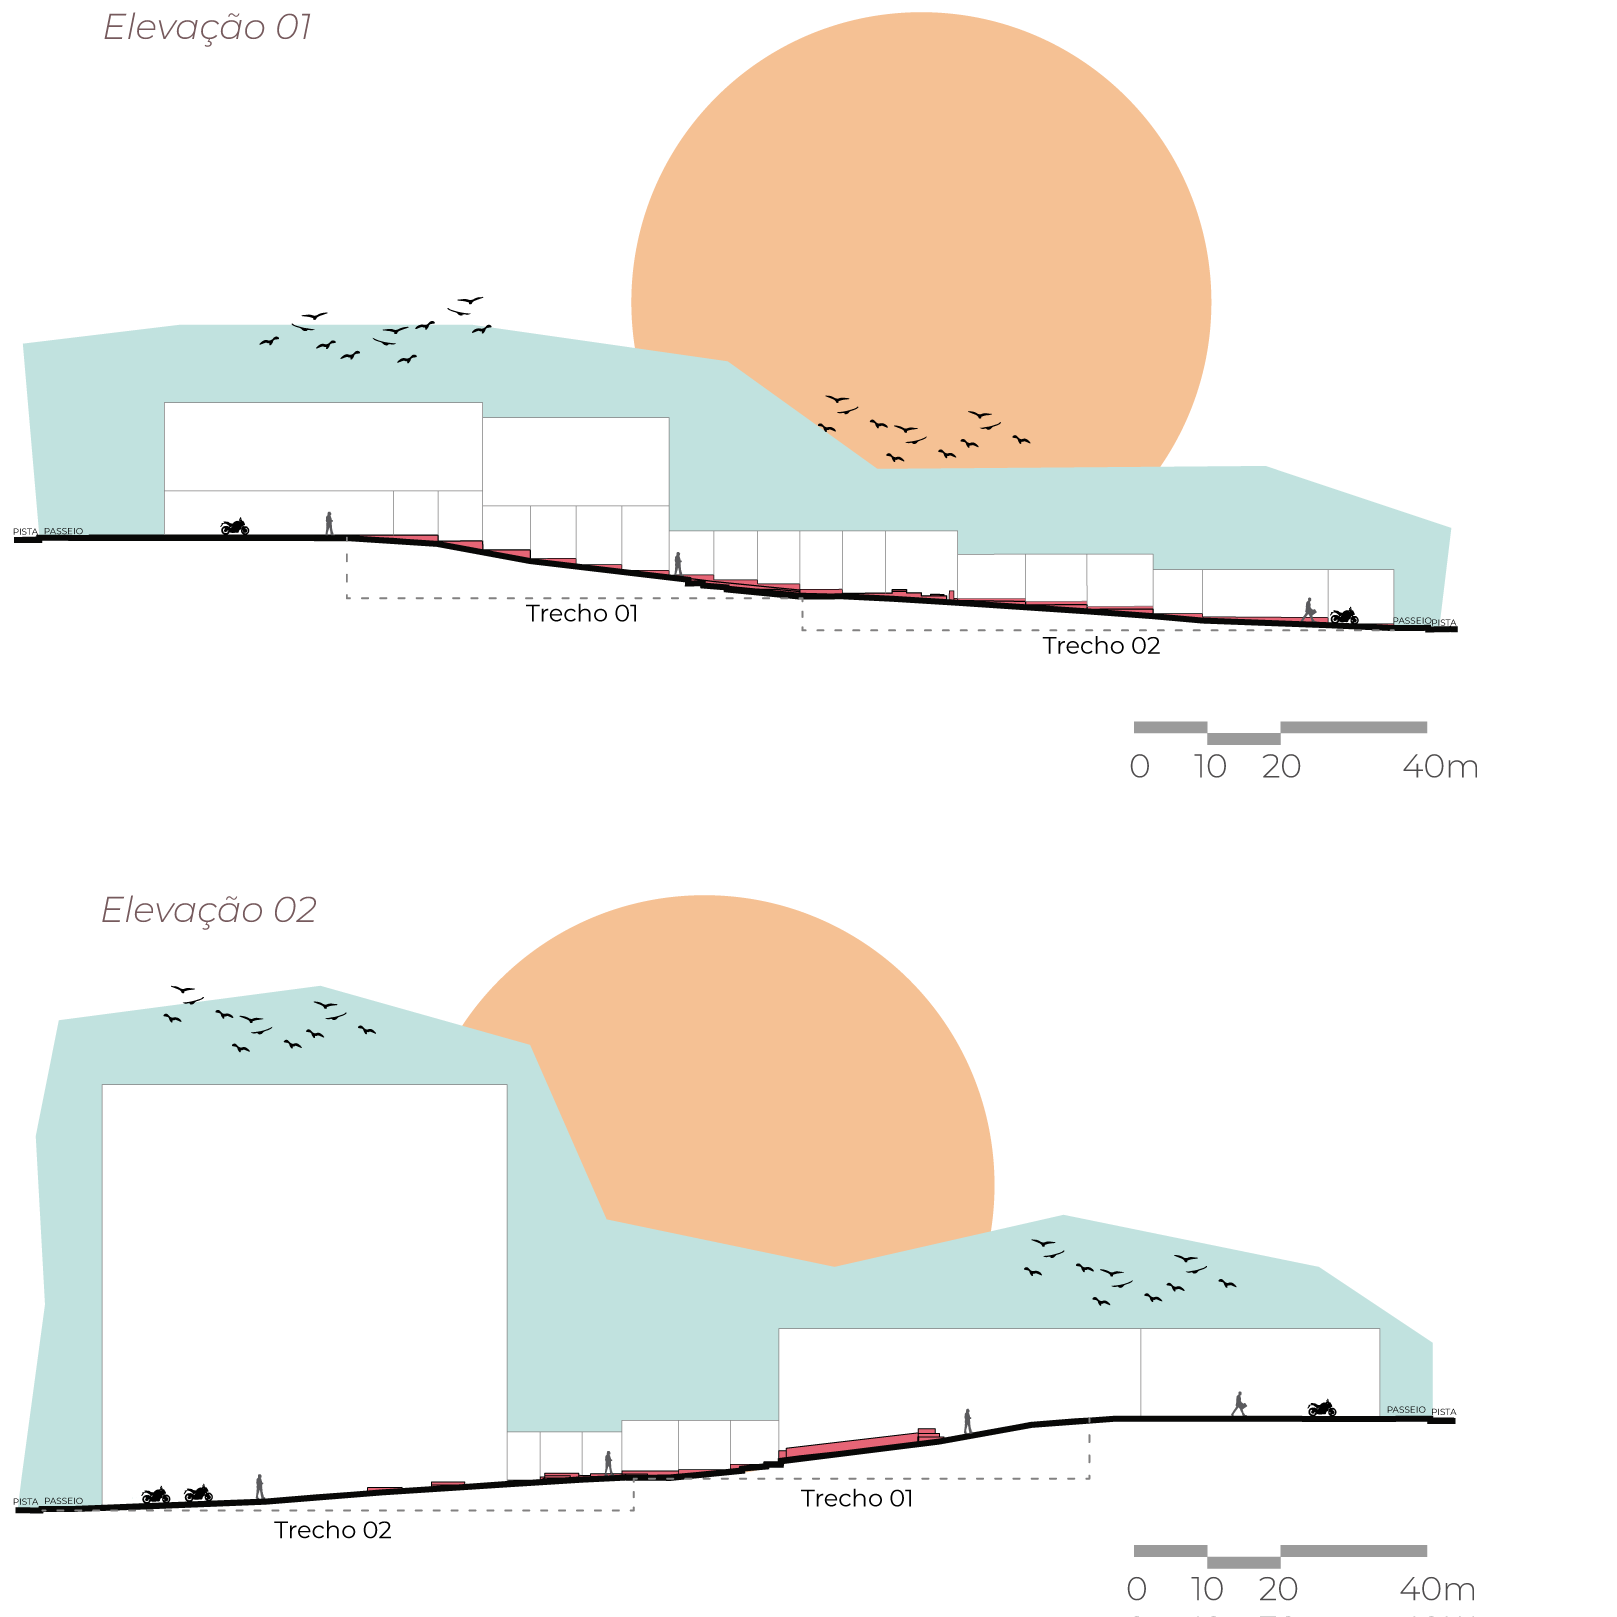 Elevação 01
PISTA PASSEIO
Trecho 01
PASSEIO PISTA
Trecho 02
0 10 20 40m
Elevação 02
PASSEIO PISTA
Trecho 01
PISTA PASSEIO
Trecho 02
0 10 20 40m